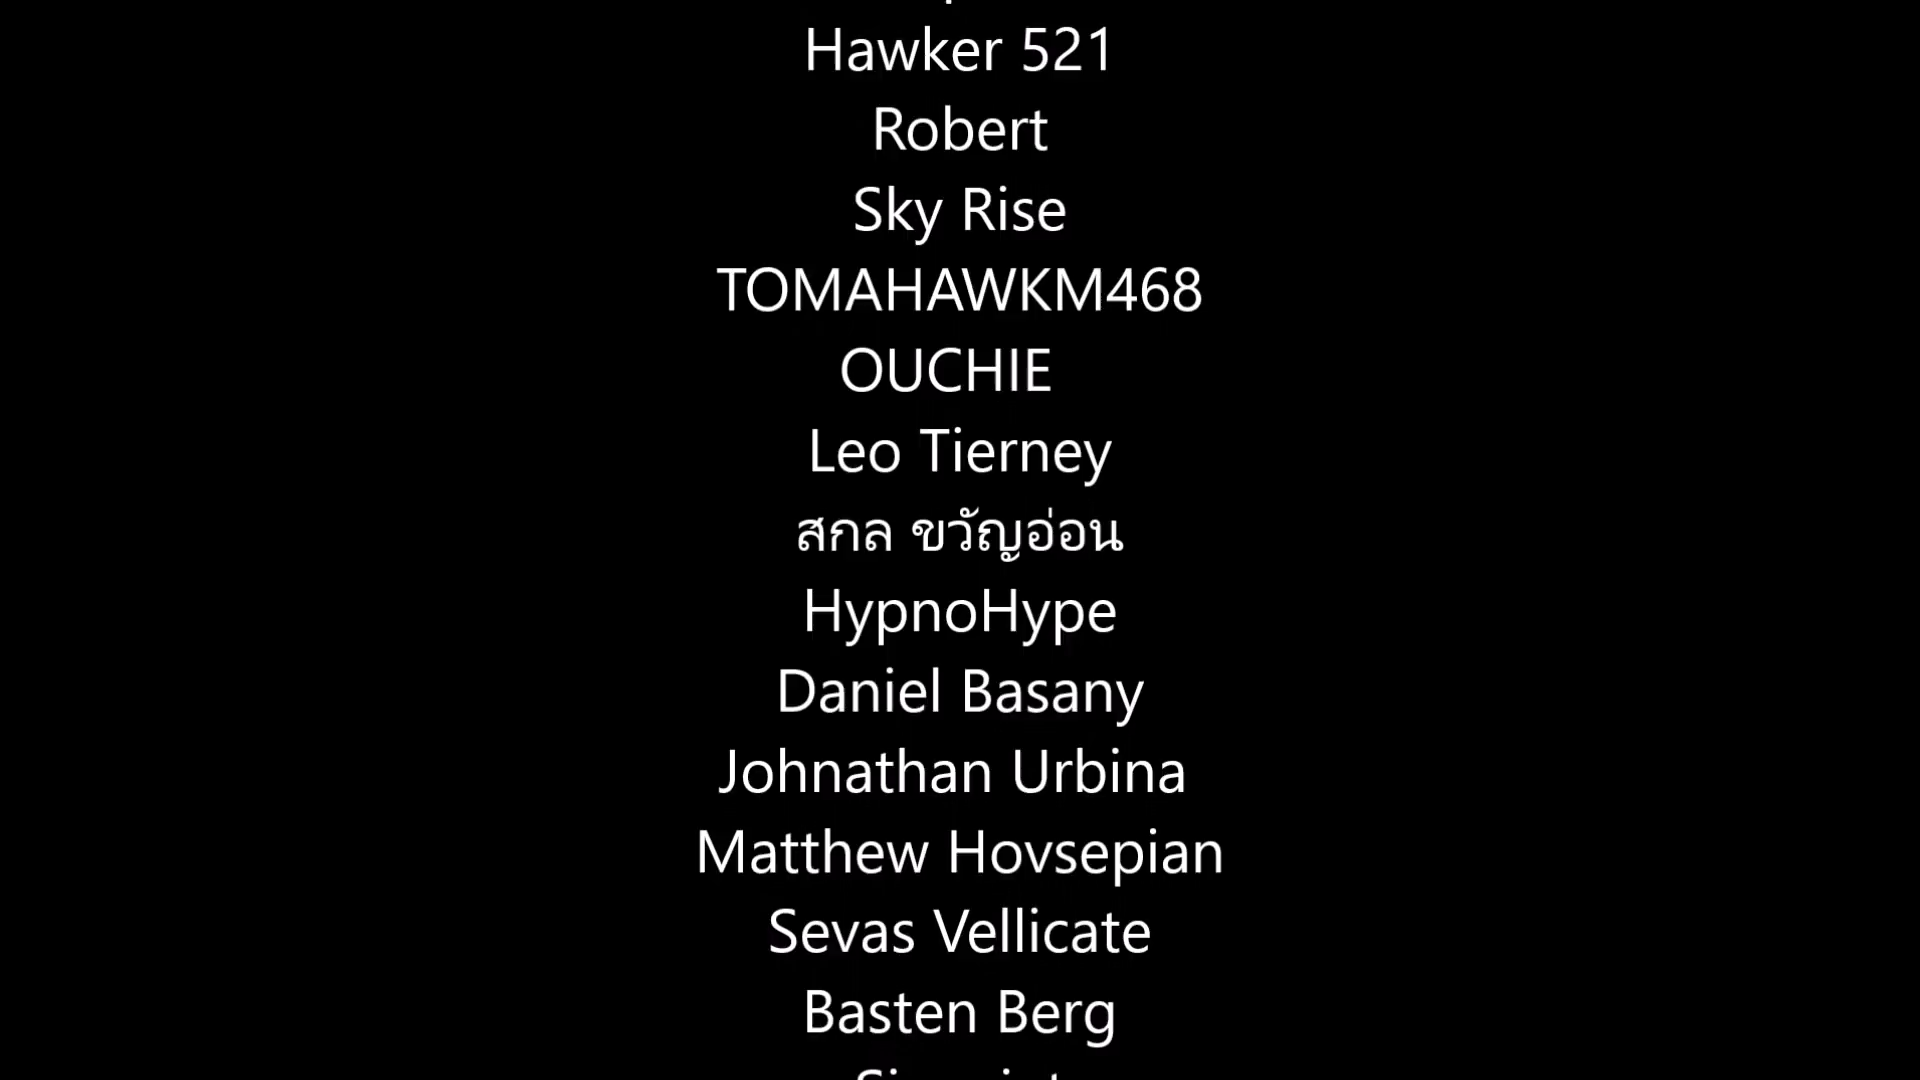 Hawker 521
Robert
Sky Rise
TOMAHAWKM468
OUCHIE
Leo Tierney
สกล ขวัญอ่อน
HypnoHype
Daniel Basany
Johnathan Urbina
Matthew Hovsepian
Sevas Vellicate
Basten Berg